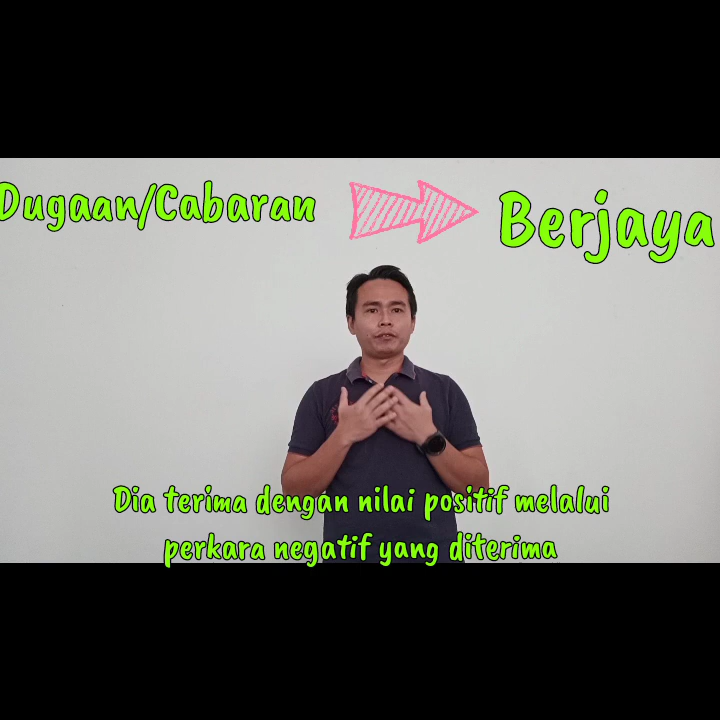 Dugaan/Cabaran
Berjaya
Dia terima dengan nilai positif melalui
perkara negatif yang diterima